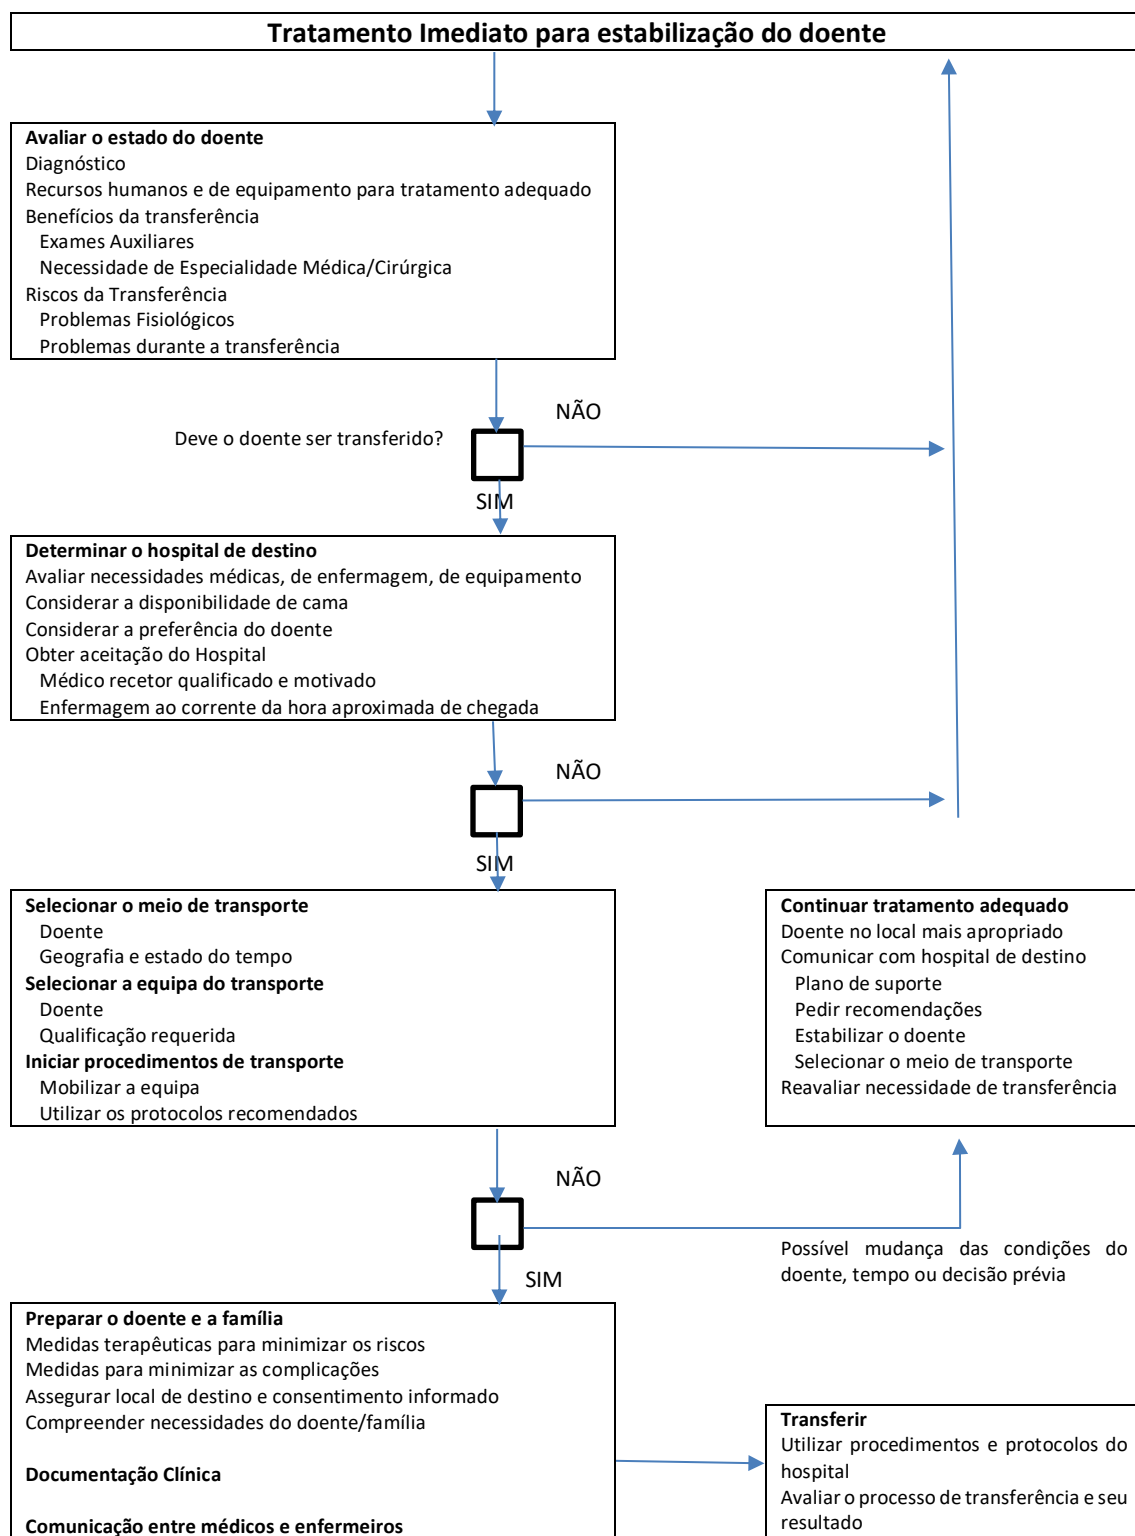 Tratamento Imediato para estabilização do doente
Avaliar o estado do doente
Diagnóstico
Recursos humanos e de equipamento para tratamento adequado
Benefícios da transferência
Exames Auxiliares
Necessidade de Especialidade Médica/Cirúrgica
Riscos da Transferência
Problemas Fisiológicos
Problemas durante a transferência
NÃO
Deve o doente ser transferido?
SIM
Determinar o hospital de destino
Avaliar necessidades médicas, de enfermagem, de equipamento
Considerar a disponibilidade de cama
Considerar a preferência do doente
Obter aceitação do Hospital
Médico recetor qualificado e motivado
Enfermagem ao corrente da hora aproximada de chegada
NÃO
SIM
Selecionar o meio de transporte
Doente
Geografia e estado do tempo
Selecionar a equipa do transporte
Doente
Qualificação requerida
Iniciar procedimentos de transporte
Mobilizar a equipa
Utilizar os protocolos recomendados
Continuar tratamento adequado
Doente no local mais apropriado
Comunicar com hospital de destino
Plano de suporte
Pedir recomendações
Estabilizar o doente
Selecionar o meio de transporte
Reavaliar necessidade de transferência
NÃO
Possível mudança das condições do
doente, tempo ou decisão prévia
SIM
Preparar o doente e a família
Medidas terapêuticas para minimizar os riscos
Medidas para minimizar as complicações
Assegurar local de destino e consentimento informado
Compreender necessidades do doente/família
Documentação Clínica
Comunicação entre médicos e enfermeiros
Transferir
Utilizar procedimentos e protocolos do
hospital
Avaliar o processo de transferência e seu
resultado